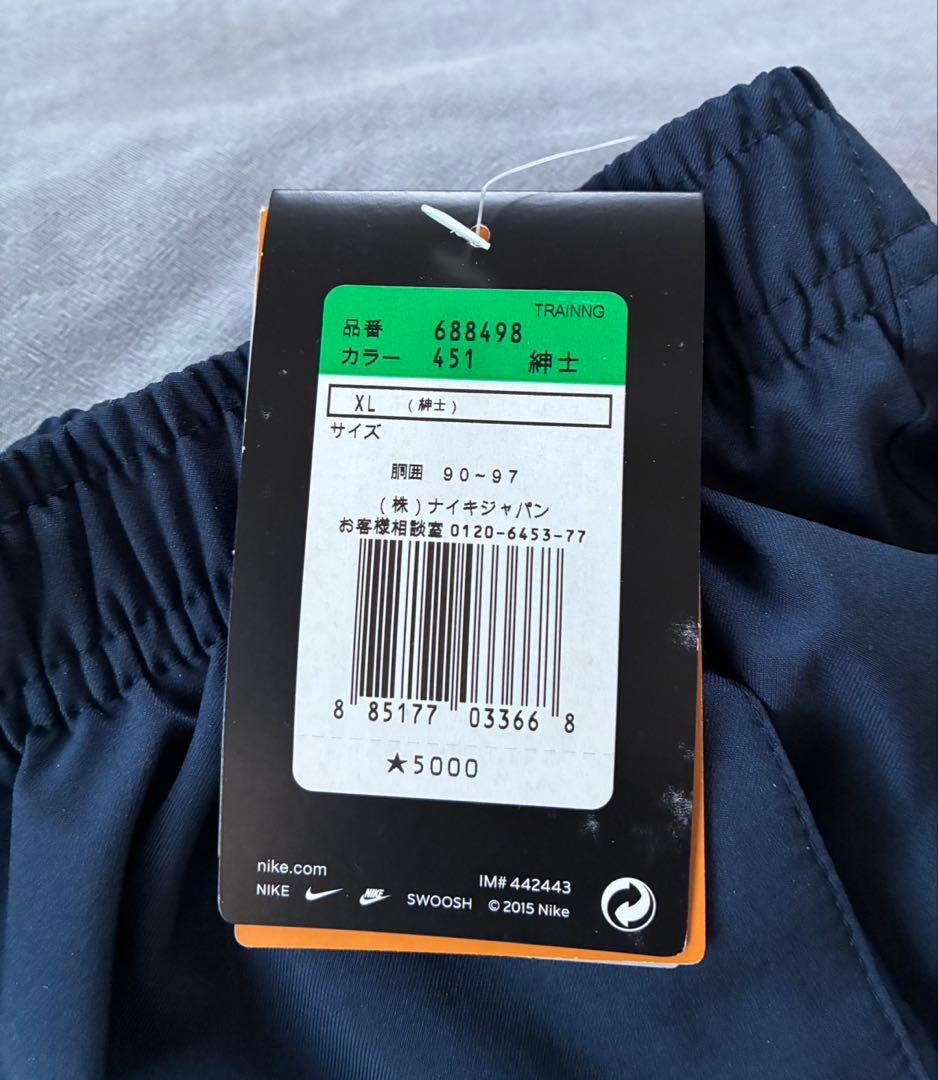 TRAINNG
品番 688498
カラー 451 紳士
XL (紳士)
サイズ
胴囲 90~97
(株)ナイキジャパン
お客様相談室 0120-6453-77
8 85177 03366 8
★5000
nike.com
NIKE NIKE SWOOSH
IM# 442443
© 2015 Nike